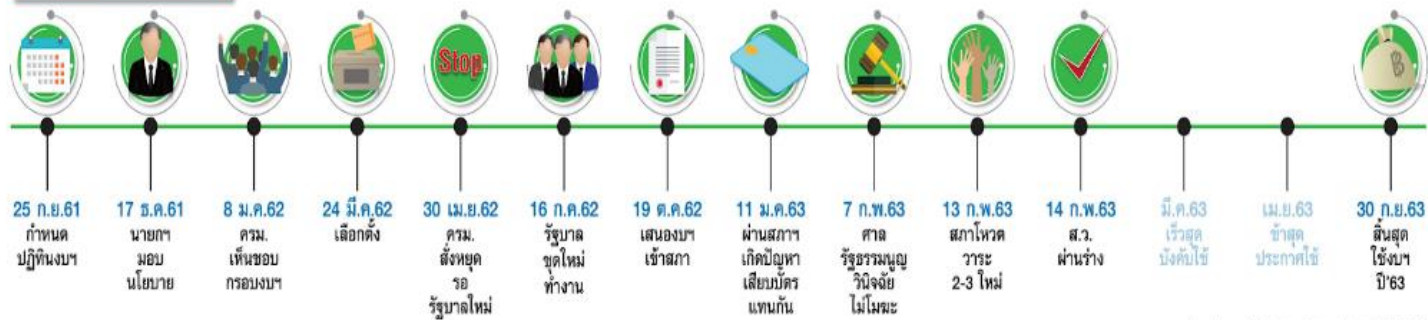 Stop
25 ก.ย.61
กำหนด
ปฏิทินงบฯ
17 ธ.ค.61
นายกฯ
มอบ
นโยบาย
8 ม.ค.62
ครม.
เห็นชอบ
กรอบงบฯ
24 มี.ค.62
เลือกตั้ง
30 เม.ย.62
ครม.
สั่งหยุด
รอ
รัฐบาลใหม่
16 ก.ค.62
รัฐบาล
ชุดใหม่
ทำงาน
19 ต.ค.62
เสนองบฯ
เข้าสภา
11 ม.ค.63
ผ่านสภาฯ
เกิดปัญหา
เสียบบัตร
แทนกัน
7 ก.พ.63
ศาล
รัฐธรรมนูญ
วินิจฉัย
ไม่โมฆะ
13 ก.พ.63
สภาโหวต
วาระ
2-3 ใหม่
14 ก.พ.63
ส.ว.
ผ่านร่าง
มี.ค.63
เร็วสุด
บังคับใช้
เม.ย.63
ช้าสุด
ประกาศใช้
30 ก.ย.63
สิ้นสุด
ใช้งบฯ
ปี'63